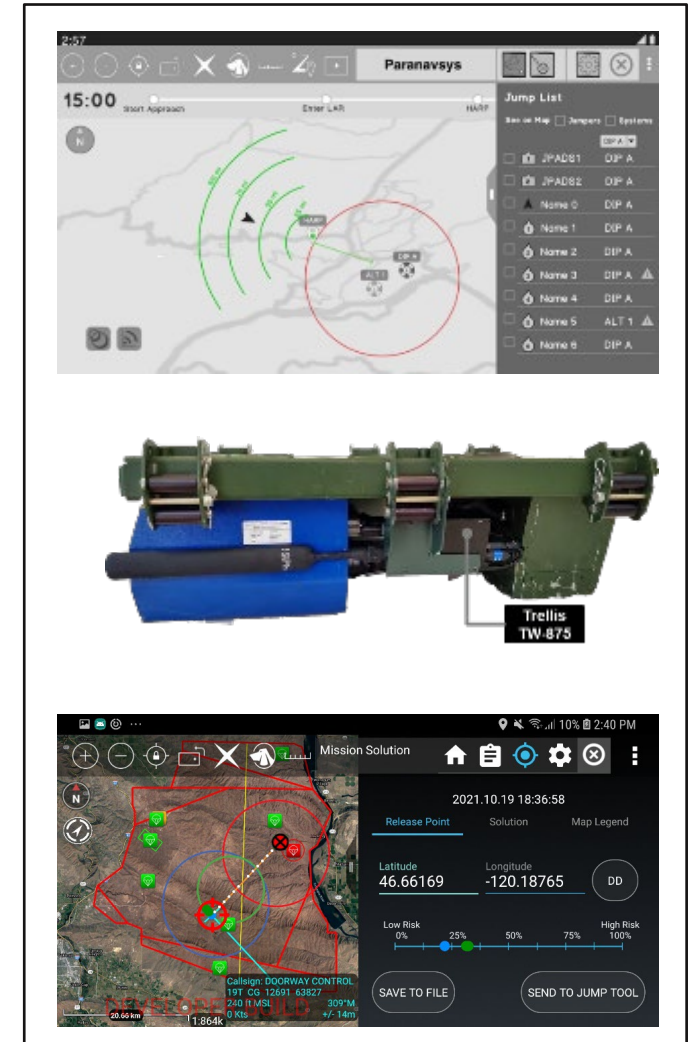 2:57
Paranavsys
15:00
Start Approach
Enter LAR
HARP
N
Jump List
See on Map Jumpers Systems
DIP A
JPADS1 DIP A
JPADS2 DIP A
Name 0 DIP A
Name 1 DIP A
Name 2 DIP A
Name 3 DIP A
Name 4 DIP A
Name 5 ALT 1
Name 6 DIP A
HARP
DIP A
ALT 1
Trellis
TW-875
10% 2:40 PM
Mission Solution
N
2021.10.19 18:36:58
Release Point Solution Map Legend
Latitude Longitude
46.66169 -120.18765 DD
Low Risk High Risk
0% 25% 50% 75% 100%
SAVE TO FILE SEND TO JUMP TOOL
Callsign: DOORWAY CONTROL
19T CG 12691 63827
240 ft MSL 309°M
0 Kts +/- 14m
DEVELOPER BUILD
20.66 km
1:864k